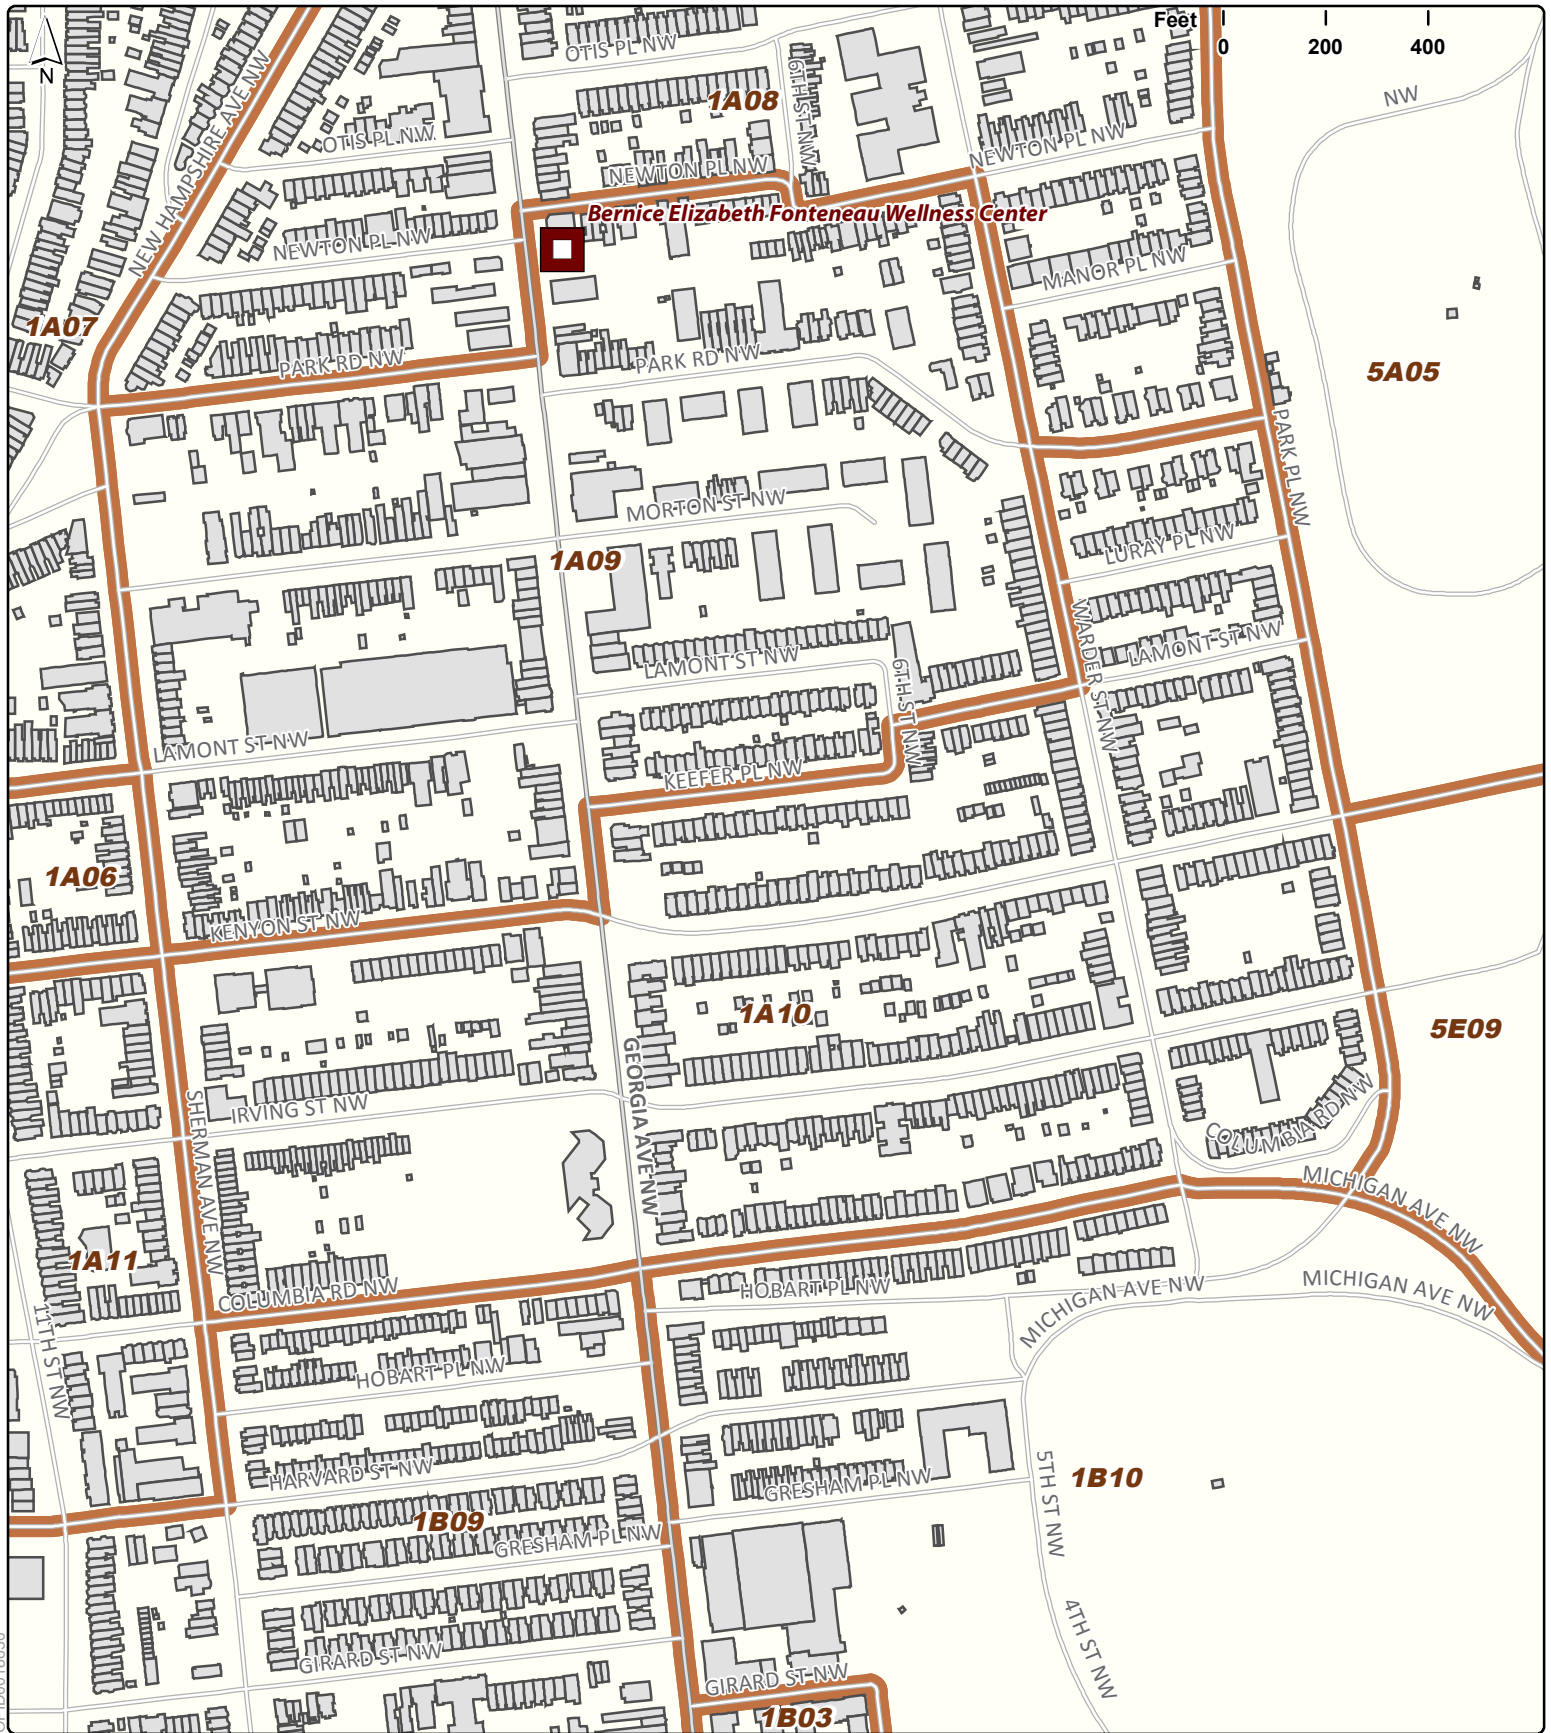 Feet
0 200 400
N
OTIS PL NW
1A08
6TH ST NW
NW
NEW HAMPSHIRE AVE NW
OTIS PL NW
NEWTON PL NW
NEWTON PL NW
Bernice Elizabeth Fonteneau Wellness Center
NEWTON PL NW
MANOR PL NW
1A07
PARK RD NW
PARK RD NW
5A05
PARK PL NW
MORTON ST NW
LURAY PL NW
1A09
WARDER ST NW
LAMONT ST NW
LAMONT ST NW
6TH ST NW
LAMONT ST NW
KEEFER PL NW
1A06
KENYON ST NW
1A10
5E09
GEORGIA AVE NW
SHERMAN AVE NW
IRVING ST NW
COLUMBIA RD NW
MICHIGAN AVE NW
1A11
COLUMBIA RD NW
HOBART PL NW
MICHIGAN AVE NW
MICHIGAN AVE NW
11TH ST NW
HOBART PL NW
HARVARD ST NW
GRESHAM PL NW
5TH ST NW
1B10
1B09
GRESHAM PL NW
4TH ST NW
GIRARD ST NW
GIRARD ST NW
1B03